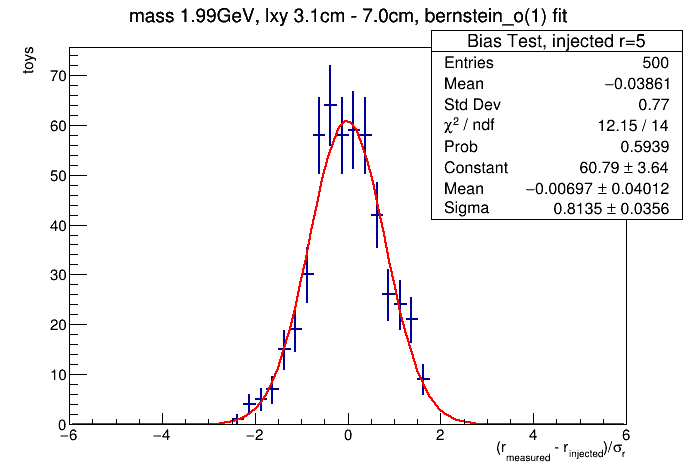 mass 1.99GeV, lxy 3.1cm - 7.0cm, bernstein_o(1) fit
Bias Test, injected r=5
Entries 500
Mean −0.03861
Std Dev 0.77
χ² / ndf 12.15 / 14
Prob 0.5939
Constant 60.79 ± 3.64
Mean −0.00697 ± 0.04012
Sigma 0.8135 ± 0.0356
toys
70
60
50
40
30
20
10
0
−6 −4 −2 0 2 4 6
(r_measured - r_injected)/σ_r